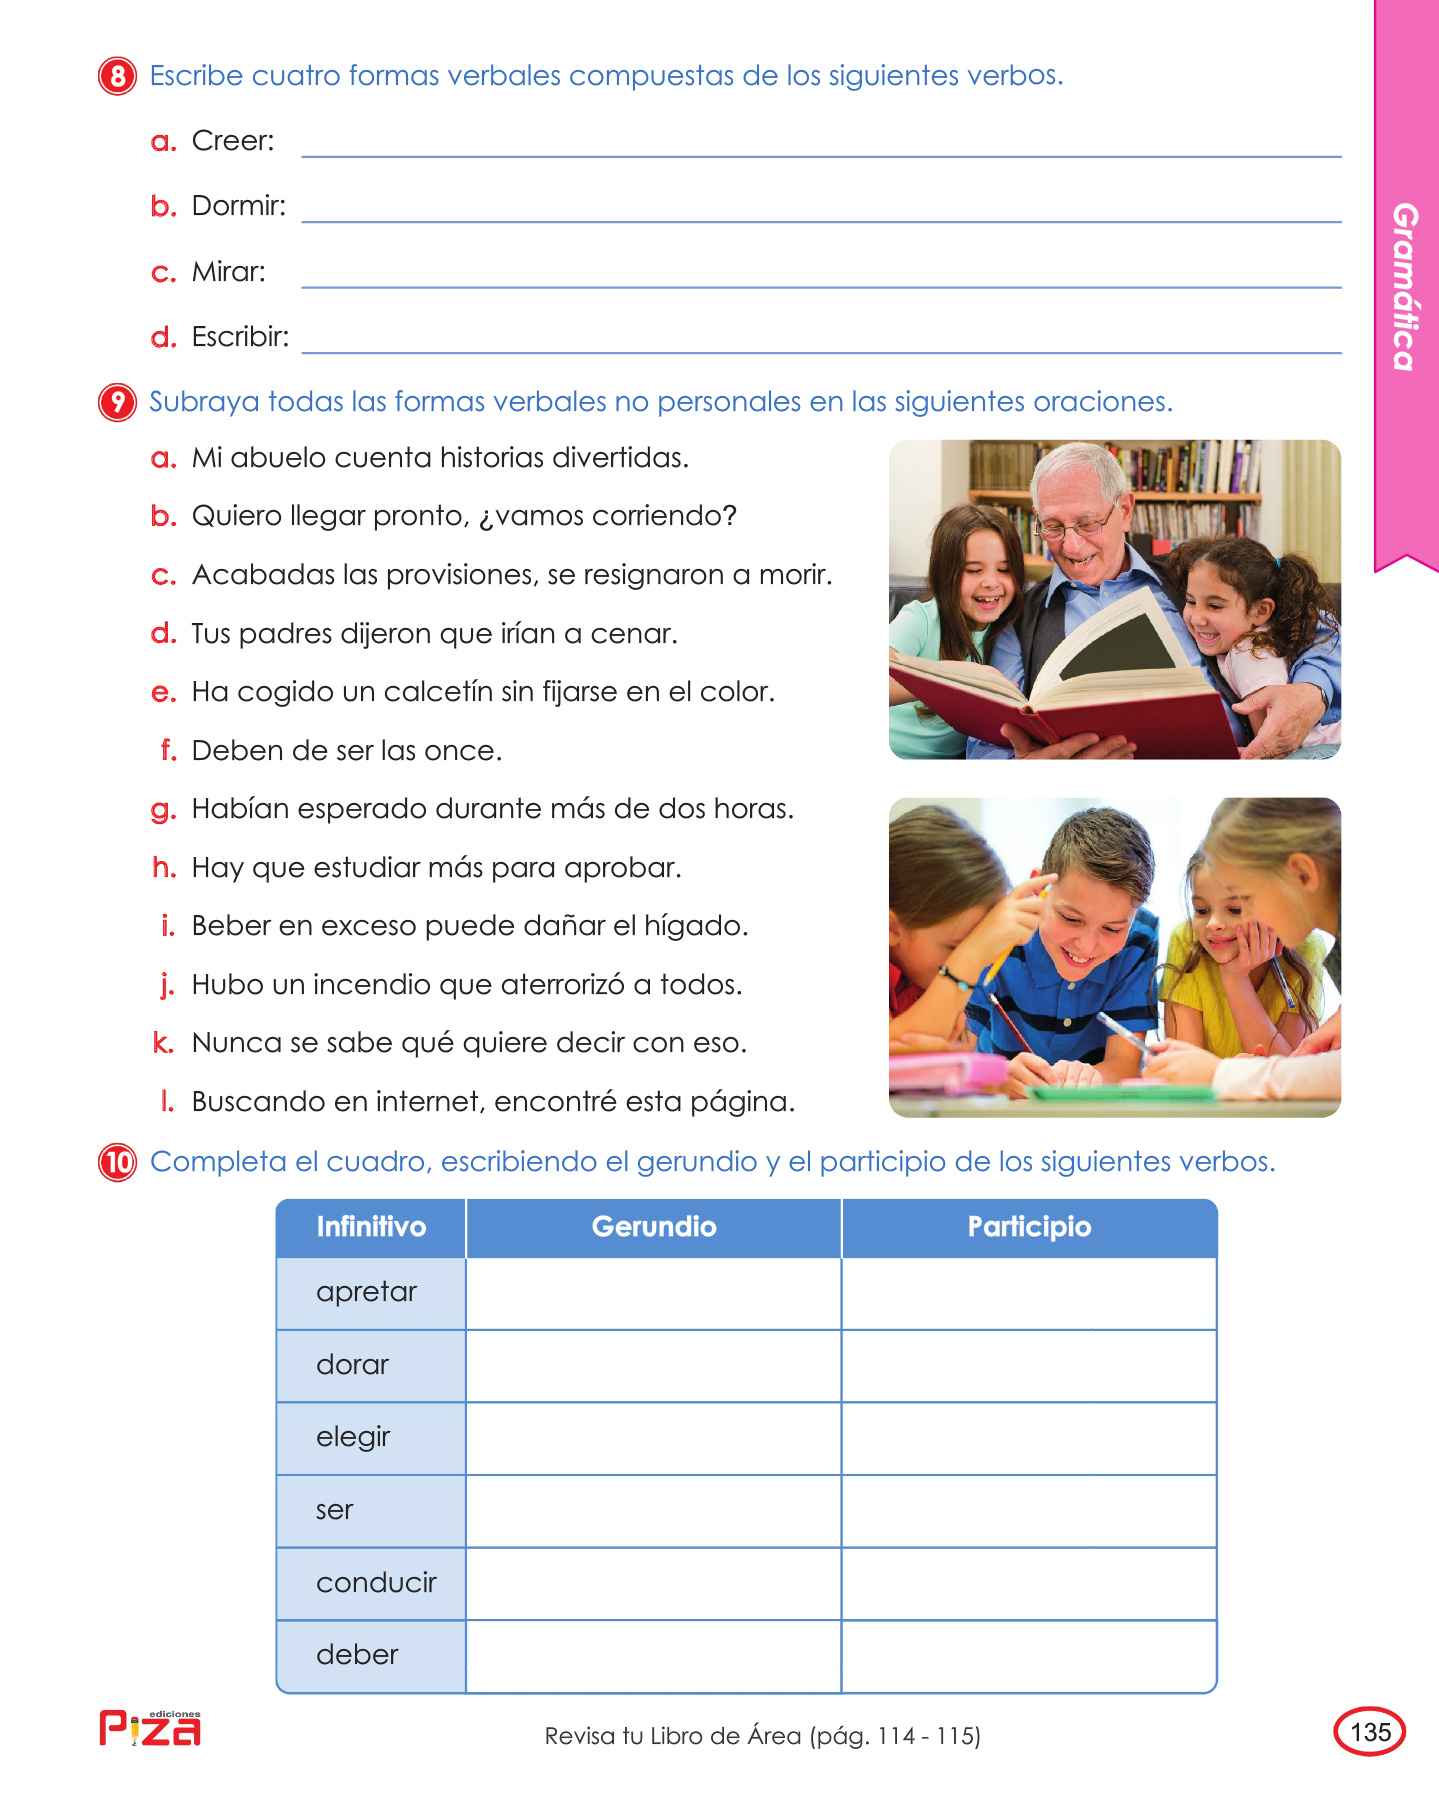 8 Escribe cuatro formas verbales compuestas de los siguientes verbos.
a. Creer:
b. Dormir:
c. Mirar:
d. Escribir:
9 Subraya todas las formas verbales no personales en las siguientes oraciones.
a. Mi abuelo cuenta historias divertidas.
b. Quiero llegar pronto, ¿vamos corriendo?
c. Acabadas las provisiones, se resignaron a morir.
d. Tus padres dijeron que irían a cenar.
e. Ha cogido un calcetín sin fijarse en el color.
f. Deben de ser las once.
g. Habían esperado durante más de dos horas.
h. Hay que estudiar más para aprobar.
i. Beber en exceso puede dañar el hígado.
j. Hubo un incendio que aterrorizó a todos.
k. Nunca se sabe qué quiere decir con eso.
l. Buscando en internet, encontré esta página.
10 Completa el cuadro, escribiendo el gerundio y el participio de los siguientes verbos.
Infinitivo Gerundio Participio
apretar
dorar
elegir
ser
conducir
deber
Gramática
ediciones
Piza
Revisa tu Libro de Área (pág. 114 - 115)
135